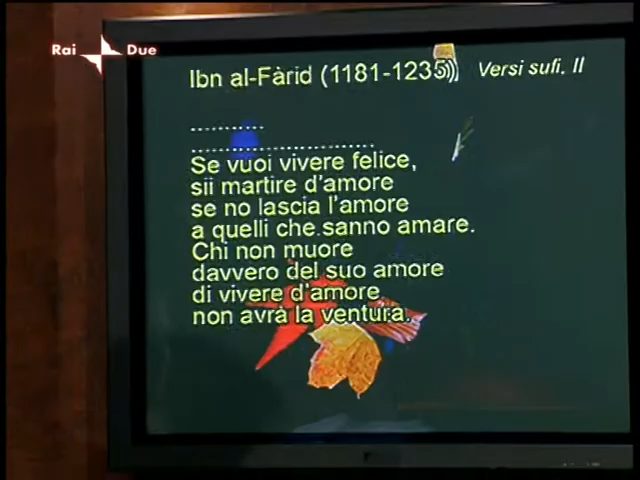 Rai Due
Ibn al-Fàrid (1181-1235) Versi sufi. II
Se vuoi vivere felice,
sii martire d'amore
se no lascia l'amore
a quelli che sanno amare.
Chi non muore
davvero del suo amore
di vivere d'amore
non avrà la ventura.